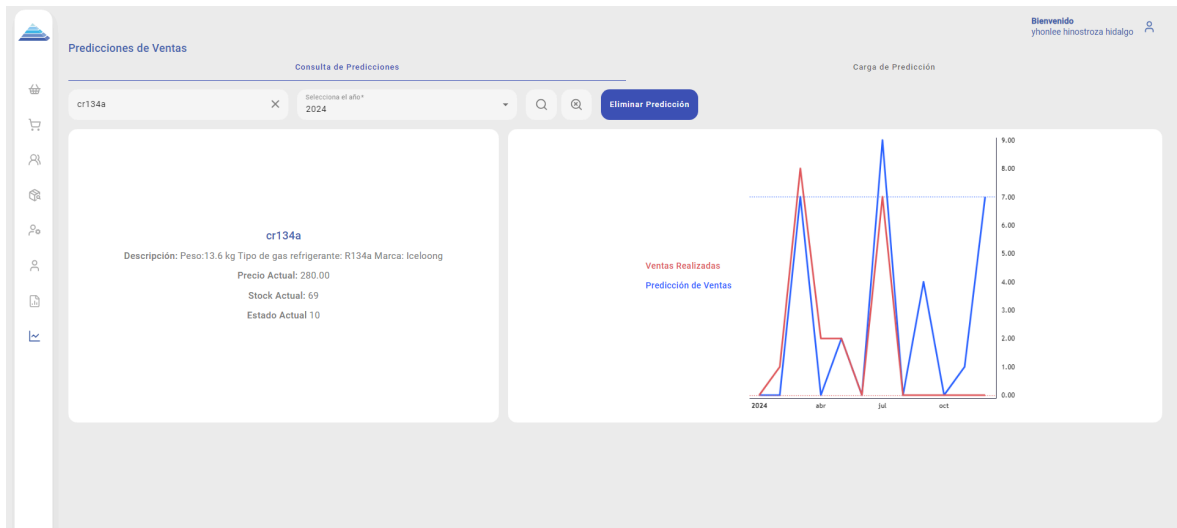 Bienvenido
yhonlee hinostroza hidalgo
Predicciones de Ventas
Consulta de Predicciones
Carga de Predicción
cr134a
Selecciona el año*
2024
Eliminar Predicción
cr134a
Descripción: Peso:13.6 kg Tipo de gas refrigerante: R134a Marca: Iceloong
Precio Actual: 280.00
Stock Actual: 69
Estado Actual 10
Ventas Realizadas
Predicción de Ventas
9.00
8.00
7.00
6.00
5.00
4.00
3.00
2.00
1.00
0.00
2024
abr
jul
oct